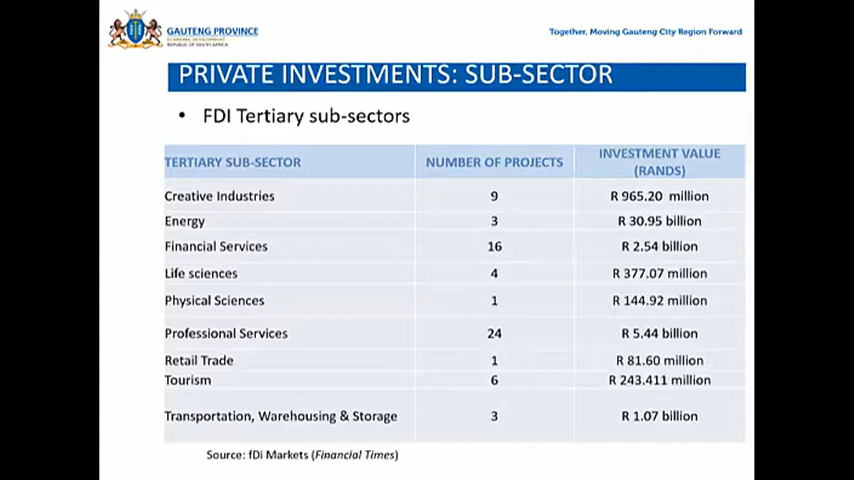 GAUTENG PROVINCE
REPUBLIC OF SOUTH AFRICA
Together, Moving Gauteng City Region Forward
PRIVATE INVESTMENTS: SUB-SECTOR
• FDI Tertiary sub-sectors
TERTIARY SUB-SECTOR NUMBER OF PROJECTS INVESTMENT VALUE (RANDS)
Creative Industries 9 R 965.20 million
Energy 3 R 30.95 billion
Financial Services 16 R 2.54 billion
Life sciences 4 R 377.07 million
Physical Sciences 1 R 144.92 million
Professional Services 24 R 5.44 billion
Retail Trade 1 R 81.60 million
Tourism 6 R 243.411 million
Transportation, Warehousing & Storage 3 R 1.07 billion
Source: fDi Markets (Financial Times)